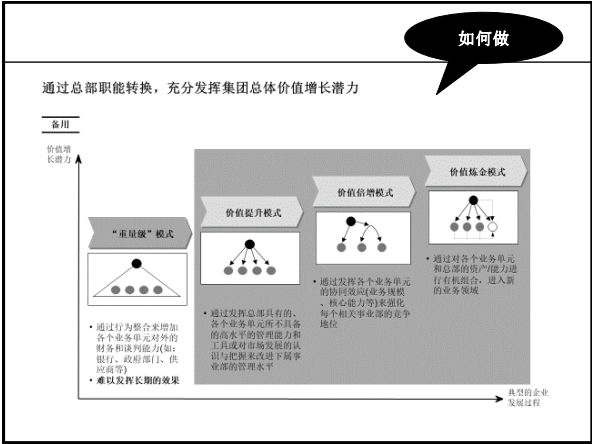 如何做
通过总部职能转换，充分发挥集团总体价值增长潜力
备用
价值增
长潜力
“重量级”模式
• 通过行为整合来增加
各个业务单元对外的
财务和谈判能力(如:
银行、政府部门、供
应商等)
• 难以发挥长期的效果
价值提升模式
• 通过发挥总部具有的、
各个业务单元所不具备
的高水平的管理能力和
工具或对市场发展的认
识与把握来改进下属事
业部的管理水平
价值倍增模式
• 通过发挥各个业务单元
的协同效应(业务规模
、核心能力等)来强化
每个相关事业部的竞争
地位
价值炼金模式
• 通过对各个业务单元
和总部的资产/能力进
行有机组合，进入新
的业务领域
典型的企业
发展过程